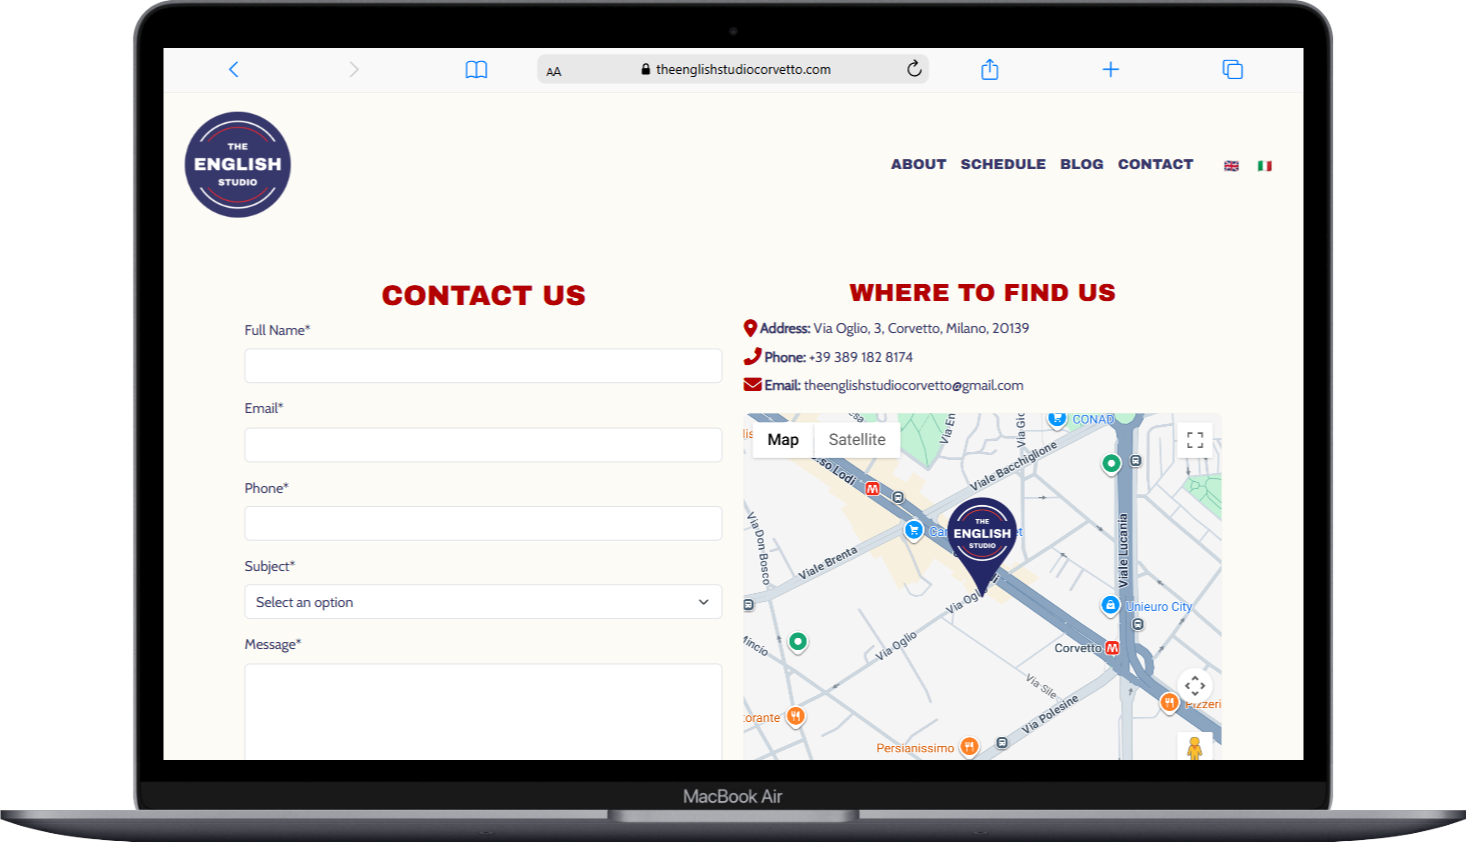 AA
theenglishstudiocorvetto.com
THE
ENGLISH
STUDIO
ABOUT SCHEDULE BLOG CONTACT
CONTACT US
Full Name*
Email*
Phone*
Subject*
Select an option
Message*
WHERE TO FIND US
Address: Via Oglio, 3, Corvetto, Milano, 20139
Phone: +39 389 182 8174
Email: theenglishstudiocorvetto@gmail.com
Map Satellite
CONAD
Viale Bacchiglione
Lodi
M
Via Don Bosco
Viale Brenta
THE
ENGLISH
STUDIO
Viale Lucania
Via Oglio
Unieuro City
Via Oglio
Corvetto M
Via Sile
Via Polesine
Persianissimo
MacBook Air